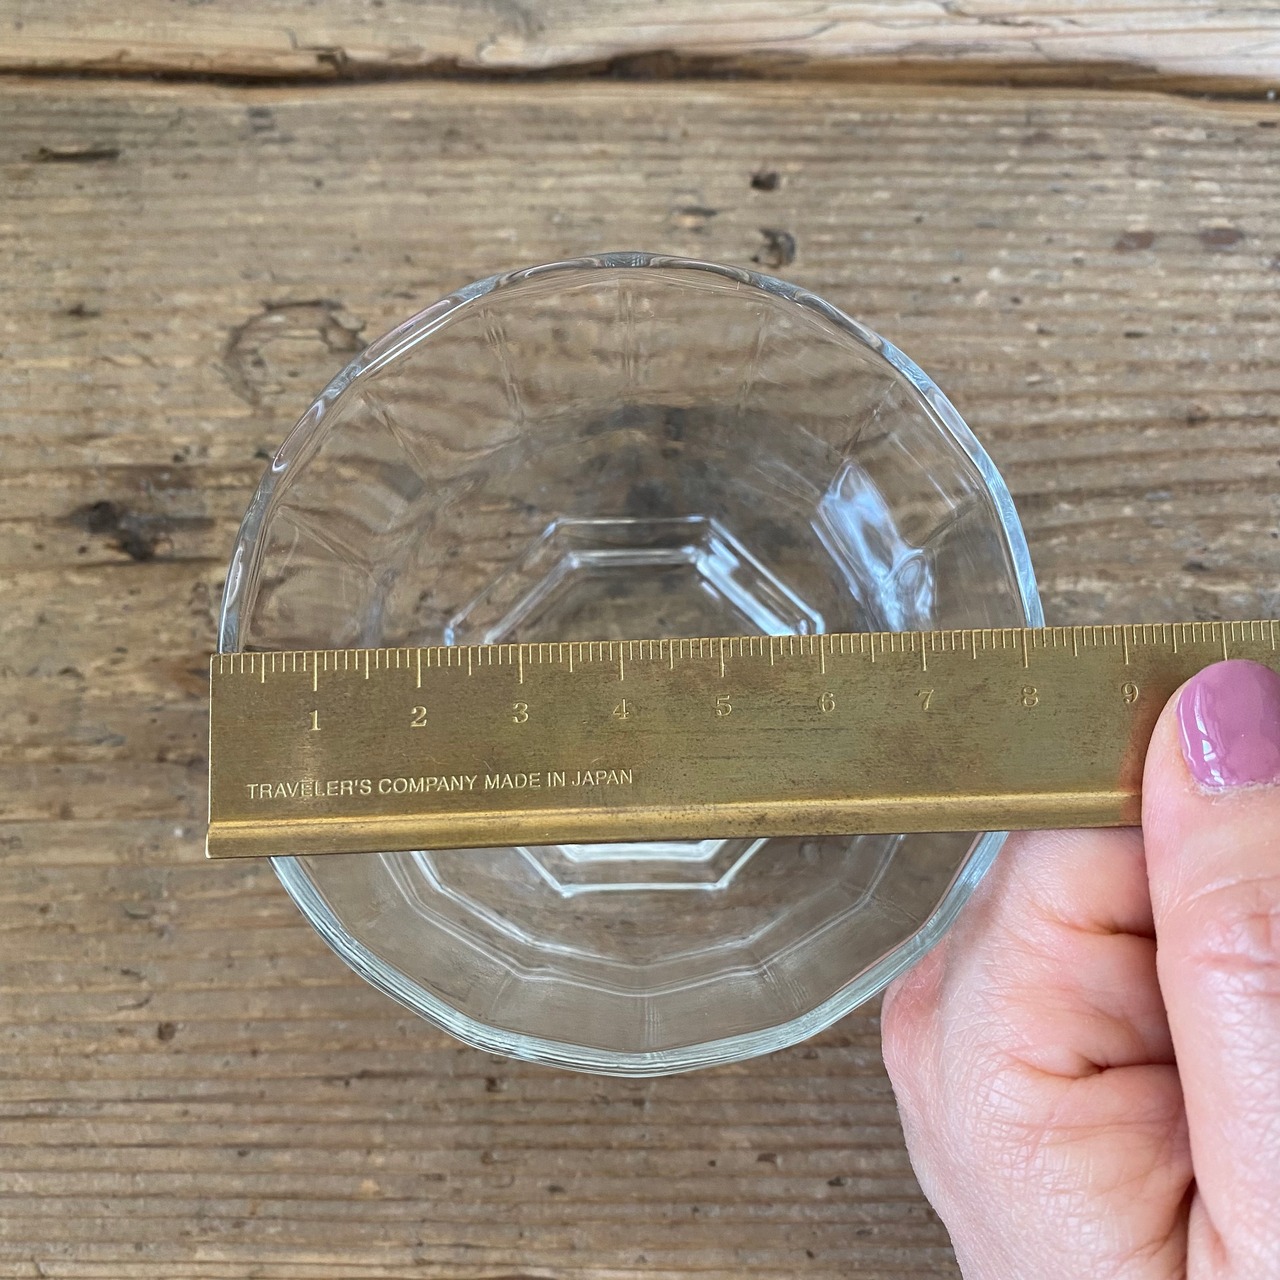 1 2 3 4 5 6 7 8 9
TRAVELER'S COMPANY MADE IN JAPAN